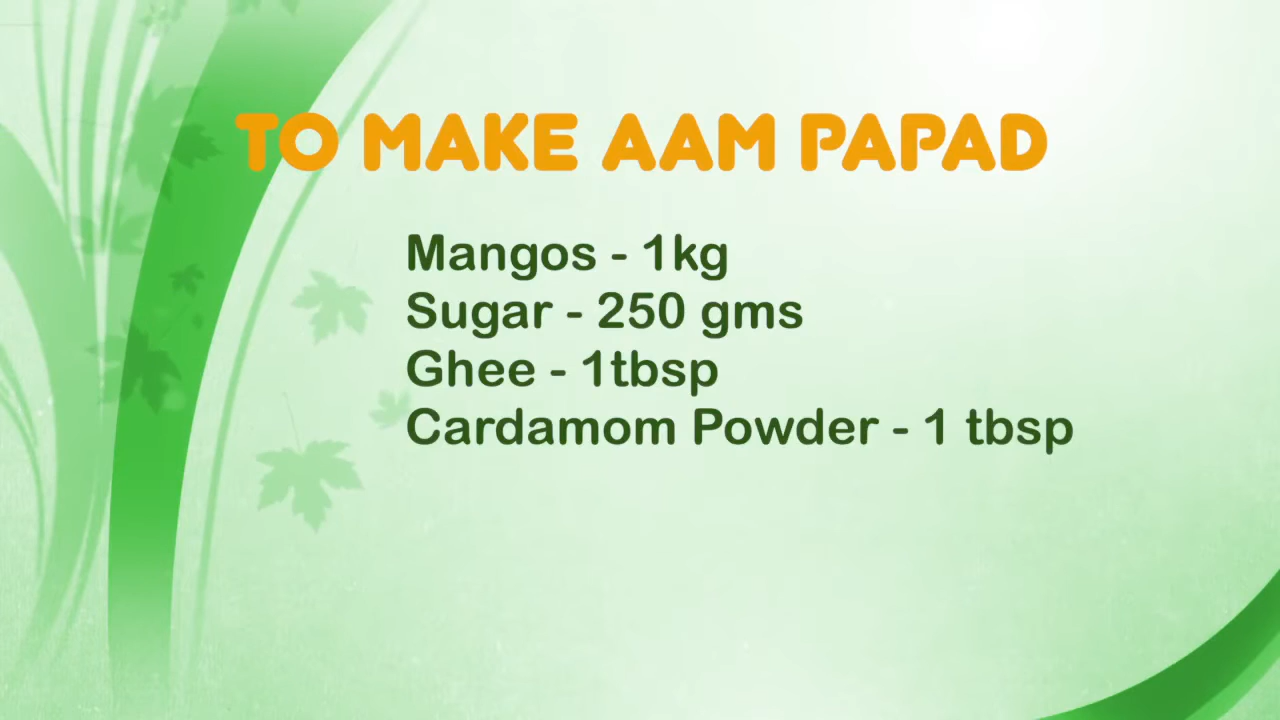 TO MAKE AAM PAPAD
Mangos - 1kg
Sugar - 250 gms
Ghee - 1tbsp
Cardamom Powder - 1 tbsp